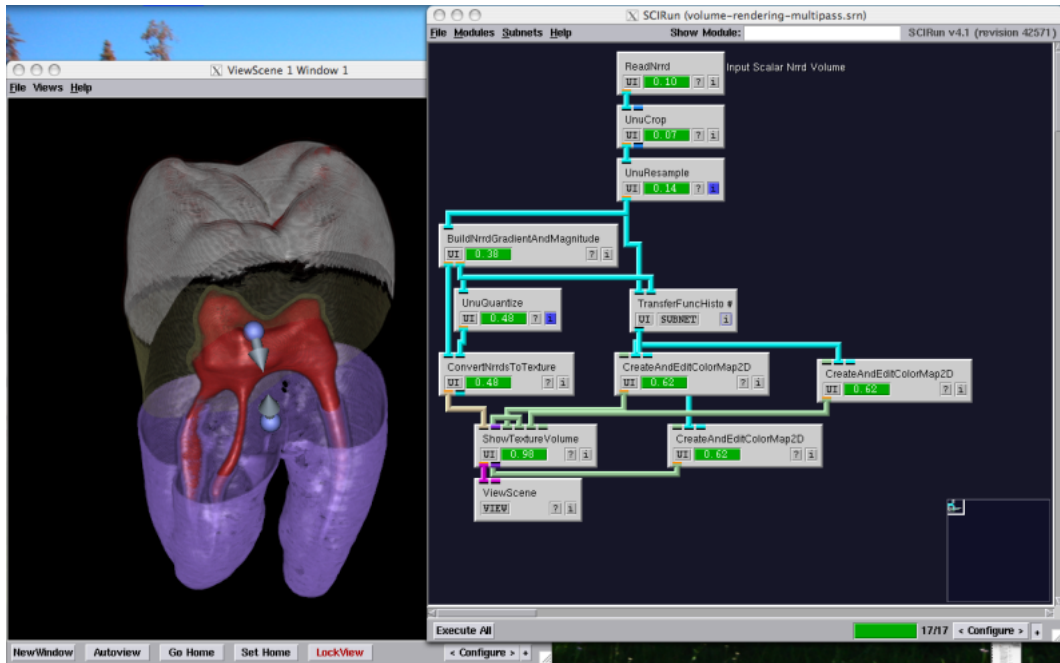 SCIRun (volume-rendering-multipass.srn)
File Modules Subnets Help Show Module: SCIRun v4.1 (revision 42571)
ViewScene 1 Window 1
File Views Help
ReadNrrd
UI 0.10 ? i
Input Scalar Nrrd Volume
UnuCrop
UI 0.07 ? i
UnuResample
UI 0.14 ? i
BuildNrrdGradientAndMagnitude
UI 0.38 ? i
UnuQuantize
UI 0.48 ? i
TransferFuncHisto #
UI SUBNET i
ConvertNrrdsToTexture
UI 0.48 ? i
CreateAndEditColorMap2D
UI 0.62 ? i
CreateAndEditColorMap2D
UI 0.62 ? i
ShowTextureVolume
UI 0.98 ? i
CreateAndEditColorMap2D
UI 0.62 ? i
ViewScene
VIEW ? i
Execute All 17/17 < Configure > +
NewWindow Autoview Go Home Set Home LockView < Configure > +